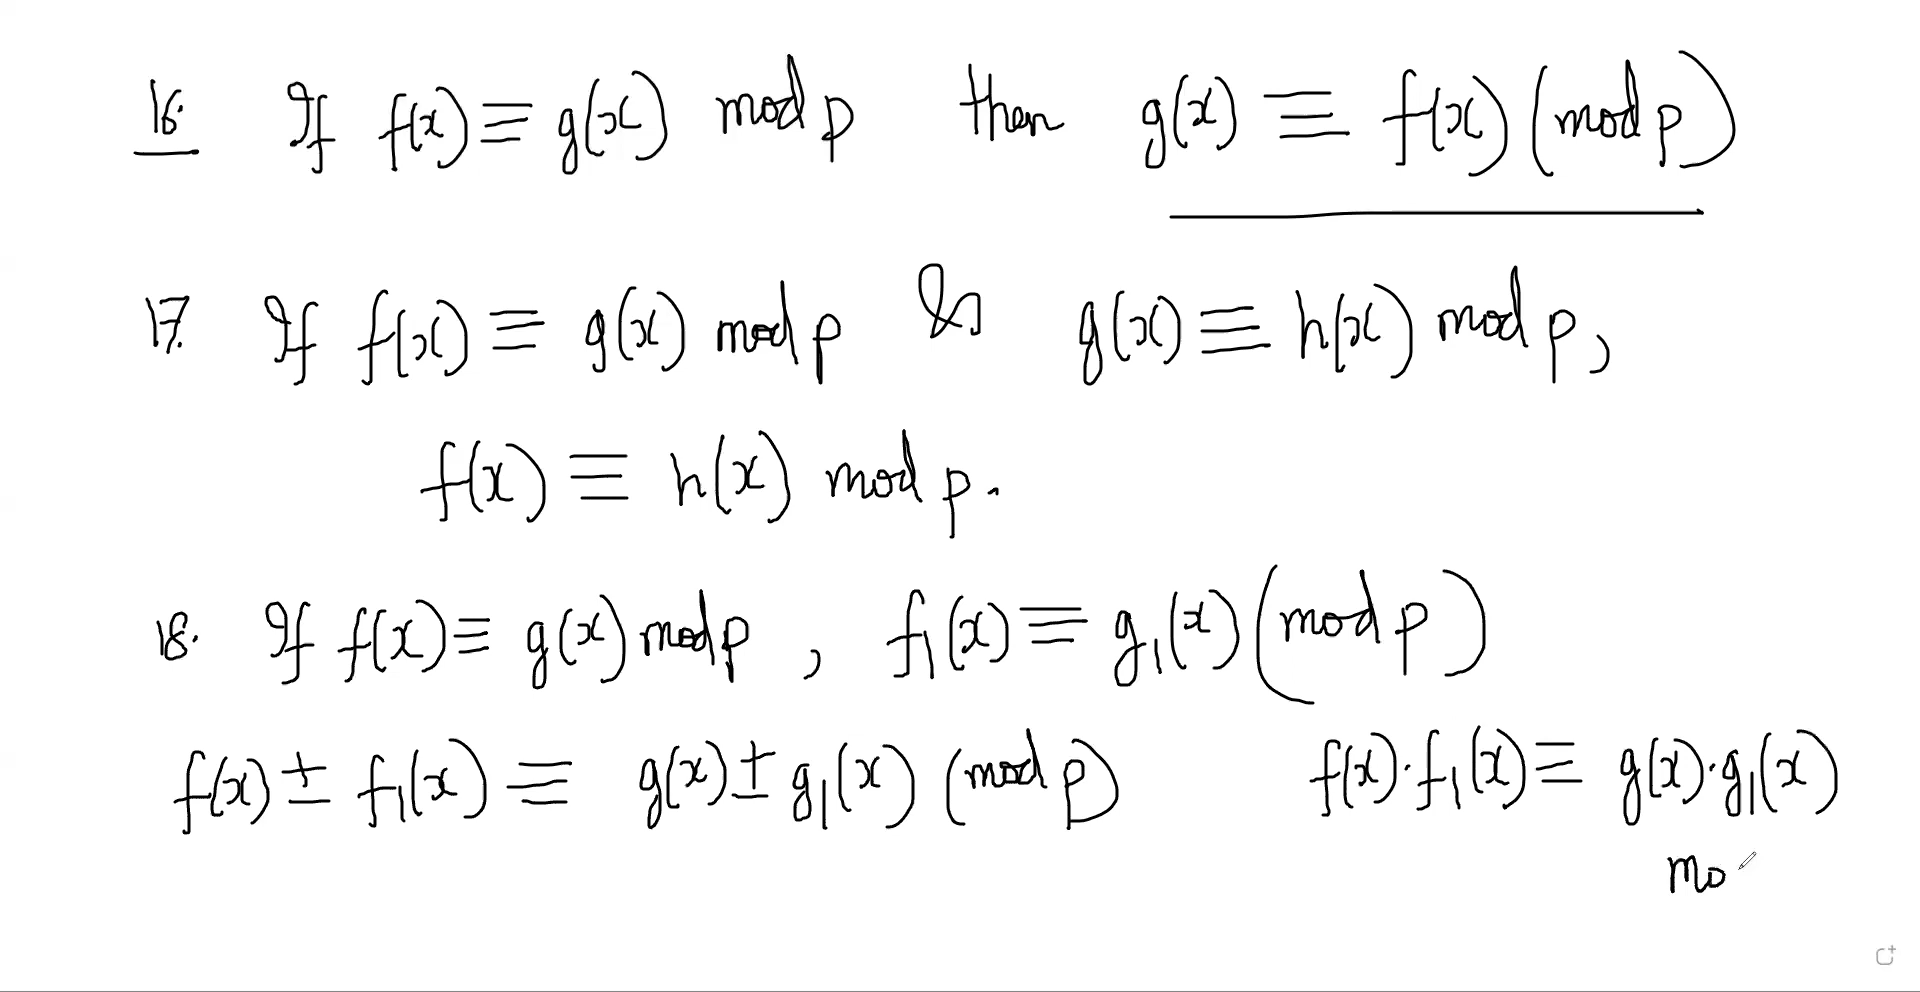 16. If f(x) ≡ g(x) mod p then g(x) ≡ f(x) (mod p)
17. If f(x) ≡ g(x) mod p & g(x) ≡ h(x) mod p,
f(x) ≡ h(x) mod p.
18. If f(x) ≡ g(x) mod p , f₁(x) ≡ g₁(x) (mod p)
f(x) ± f₁(x) ≡ g(x) ± g₁(x) (mod p) f(x)·f₁(x) ≡ g(x)·g₁(x)
mo